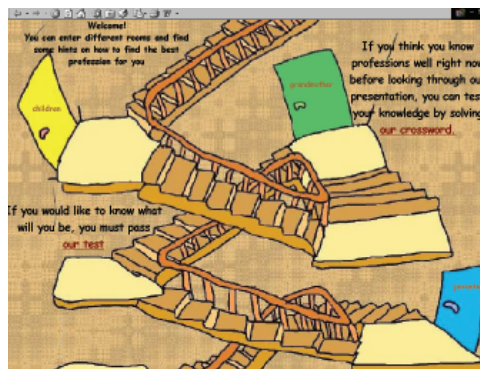 Welcome!
You can enter different rooms and find
some hints on how to find the best
profession for you
children
grandmother
If you think you know
professions well right now
before looking through our
presentation, you can test
your knowledge by solving
our crossword.
If you would like to know what
will you be, you must pass
our test